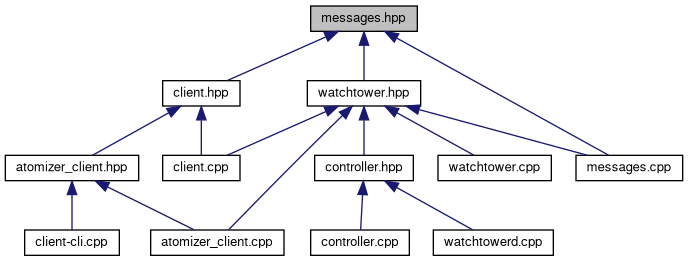 messages.hpp
client.hpp
watchtower.hpp
atomizer_client.hpp
client.cpp
controller.hpp
watchtower.cpp
messages.cpp
client-cli.cpp
atomizer_client.cpp
controller.cpp
watchtowerd.cpp